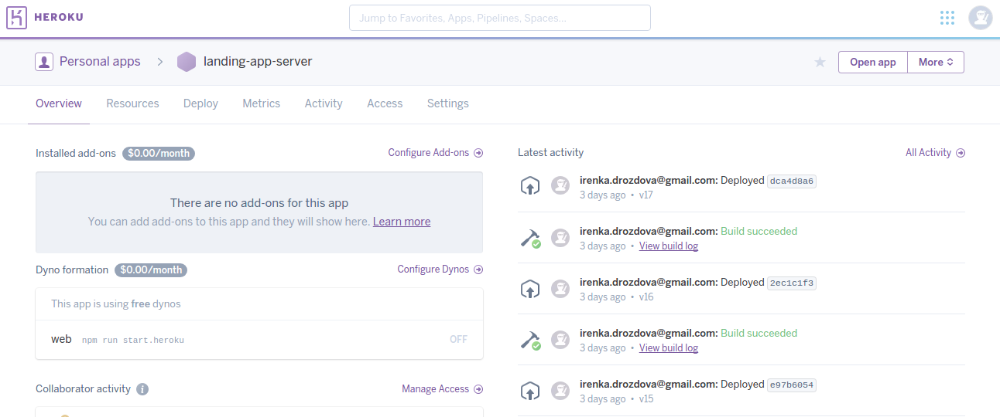 HEROKU
Jump to Favorites, Apps, Pipelines, Spaces...
Personal apps
landing-app-server
Open app
More
Overview Resources Deploy Metrics Activity Access Settings
Installed add-ons $0.00/month
Configure Add-ons
There are no add-ons for this app
You can add add-ons to this app and they will show here. Learn more
Dyno formation $0.00/month
Configure Dynos
This app is using free dynos
web npm run start.heroku OFF
Collaborator activity i
Manage Access
Latest activity
All Activity
irenka.drozdova@gmail.com: Deployed dca4d8a6
3 days ago • v17
irenka.drozdova@gmail.com: Build succeeded
3 days ago • View build log
irenka.drozdova@gmail.com: Deployed 2ec1c1f3
3 days ago • v16
irenka.drozdova@gmail.com: Build succeeded
3 days ago • View build log
irenka.drozdova@gmail.com: Deployed e97b6054
3 days ago • v15